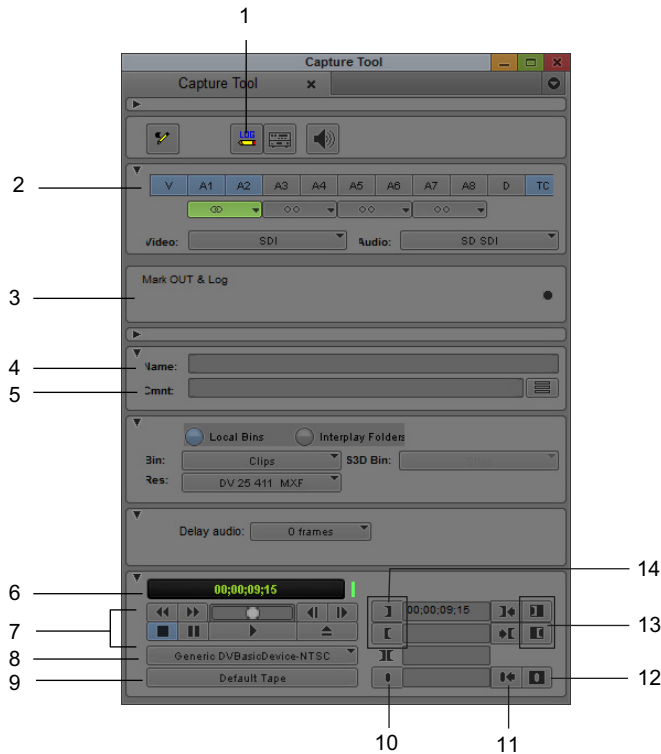 1
Capture Tool
Capture Tool
LOG
2
V A1 A2 A3 A4 A5 A6 A7 A8 D TC
Video: SDI Audio: SD SDI
3
Mark OUT & Log
4
Name:
5
Cmnt:
Local Bins Interplay Folders
Bin: Clips S3D Bin:
Res: DV 25 411 MXF
Delay audio: 0 frames
6
00;00;09;15
14
00;00;09;15
7
13
8
Generic DVBasicDevice-NTSC
9
Default Tape
12
10
11